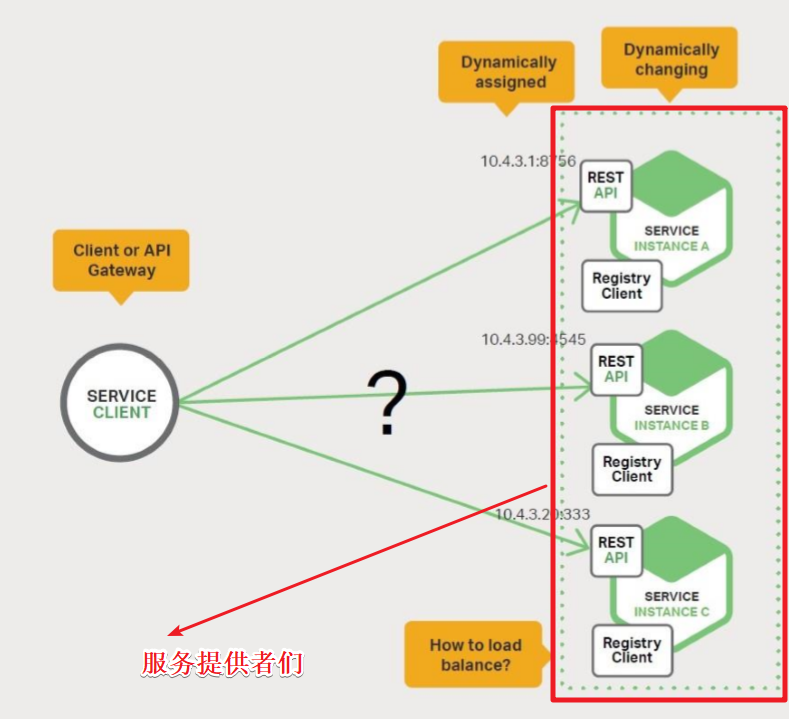 Dynamically
assigned
Dynamically
changing
10.4.3.1:8756
REST
API
SERVICE
INSTANCE A
Registry
Client
Client or API
Gateway
10.4.3.99:4545
REST
API
SERVICE
INSTANCE B
SERVICE
CLIENT
?
Registry
Client
10.4.3.20:333
REST
API
SERVICE
INSTANCE C
How to load
balance?
Registry
Client
服务提供者们